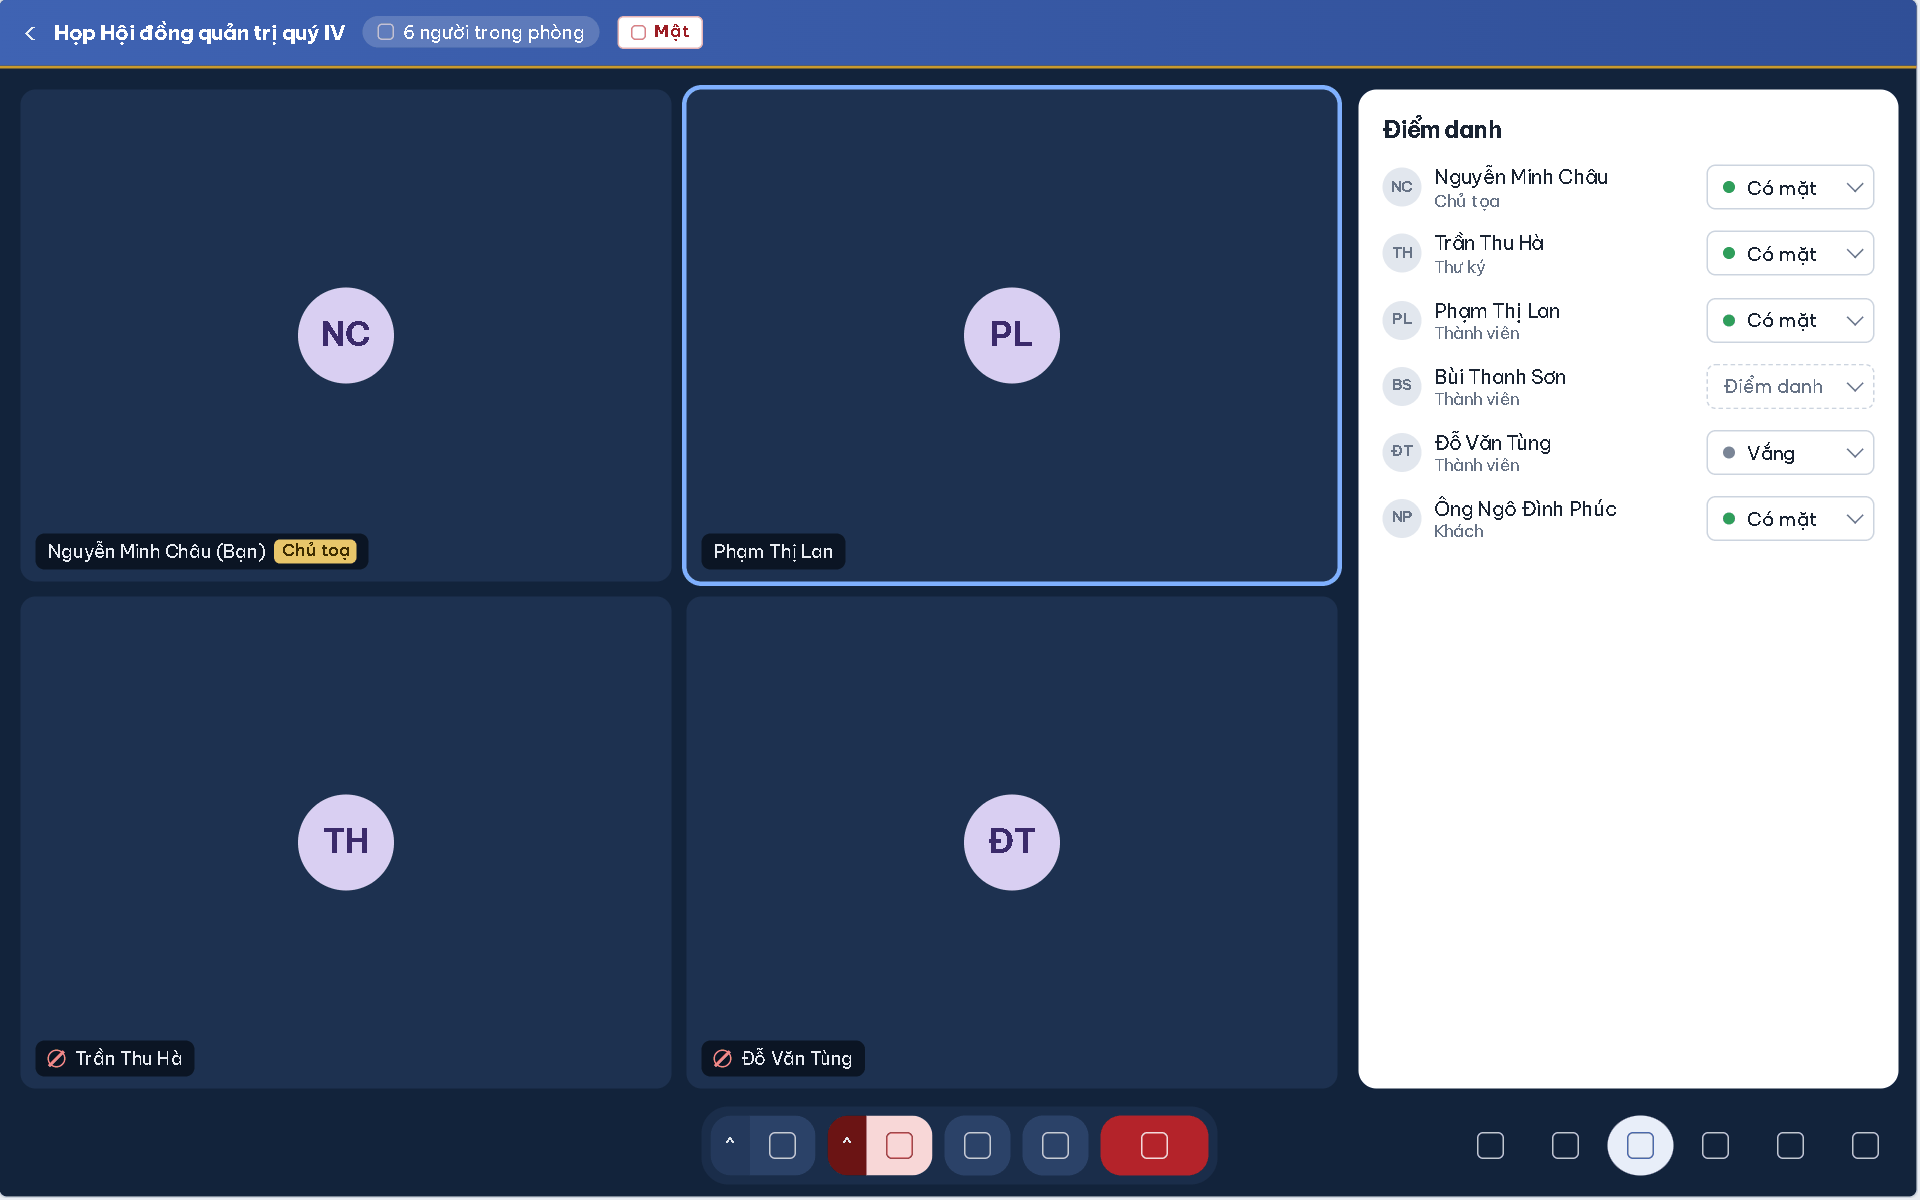 Họp Hội đồng quản trị quý IV
6 người trong phòng
Mật
NC
Nguyễn Minh Châu (Bạn)
Chủ toạ
PL
Phạm Thị Lan
TH
Trần Thu Hà
ĐT
Đỗ Văn Tùng
Điểm danh
NC
Nguyễn Minh Châu
Chủ tọa
Có mặt
TH
Trần Thu Hà
Thư ký
Có mặt
PL
Phạm Thị Lan
Thành viên
Có mặt
BS
Bùi Thanh Sơn
Thành viên
Điểm danh
ĐT
Đỗ Văn Tùng
Thành viên
Vắng
NP
Ông Ngô Đình Phúc
Khách
Có mặt